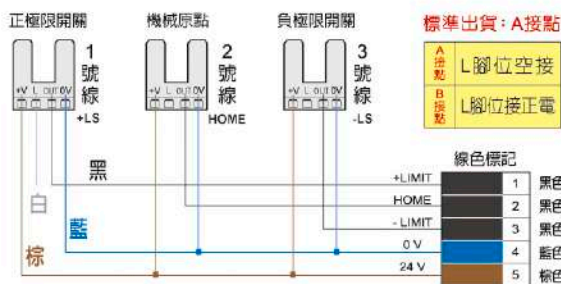 正極限開關
機械原點
負極限開關
標準出貨：A接點
1號線
2號線
3號線
A接點
L腳位空接
B接點
L腳位接正電
+V L OUT 0V
+V L OUT 0V
+V L OUT 0V
+LS
HOME
-LS
線色標記
黑
白
藍
棕
+LIMIT 1 黑色
HOME 2 黑色
- LIMIT 3 黑色
0 V 4 藍色
24 V 5 棕色